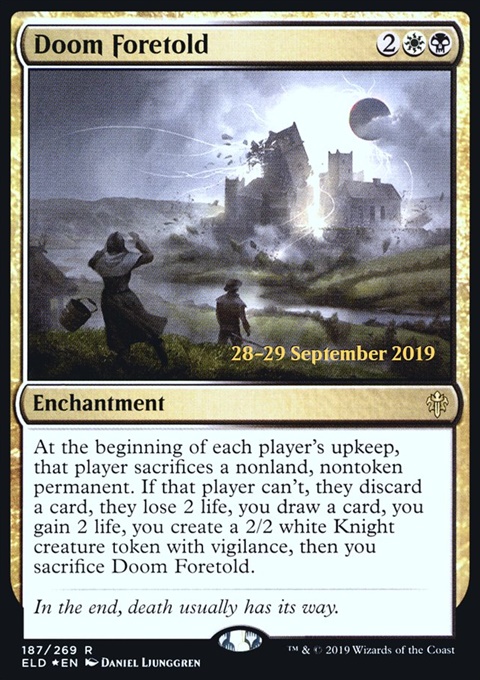 Doom Foretold 2
28-29 September 2019
Enchantment
At the beginning of each player's upkeep,
that player sacrifices a nonland, nontoken
permanent. If that player can't, they discard
a card, they lose 2 life, you draw a card, you
gain 2 life, you create a 2/2 white Knight
creature token with vigilance, then you
sacrifice Doom Foretold.
In the end, death usually has its way.
187/269 R
ELD ★ EN Daniel Ljunggren
™ & © 2019 Wizards of the Coast